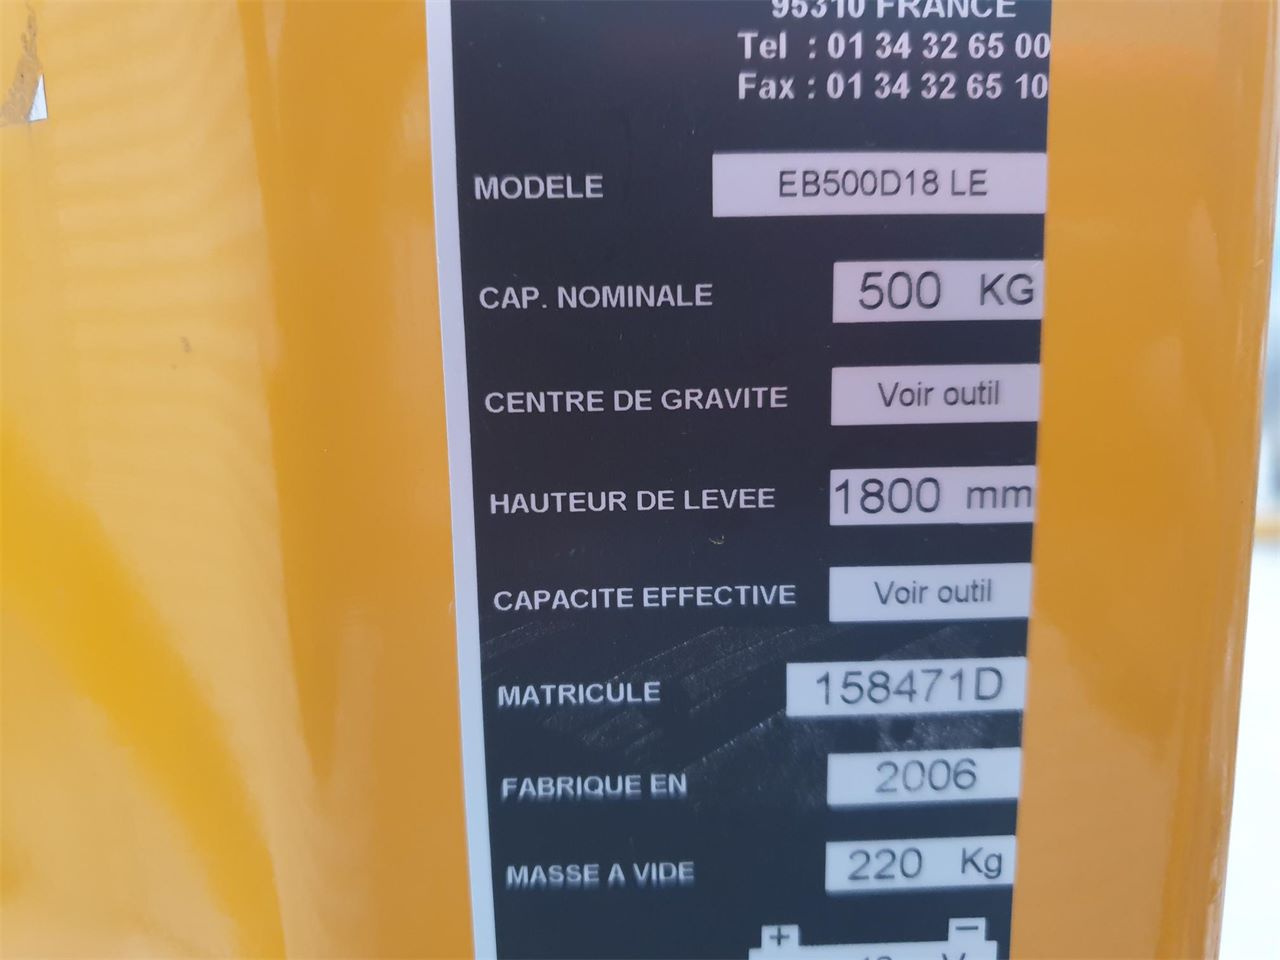 95310 FRANCE
Tel : 01 34 32 65 00
Fax : 01 34 32 65 10
MODELE EB500D18 LE
CAP. NOMINALE 500 KG
CENTRE DE GRAVITE Voir outil
HAUTEUR DE LEVEE 1800 mm
CAPACITE EFFECTIVE Voir outil
MATRICULE 158471D
FABRIQUE EN 2006
MASSE A VIDE 220 Kg
+ −
V